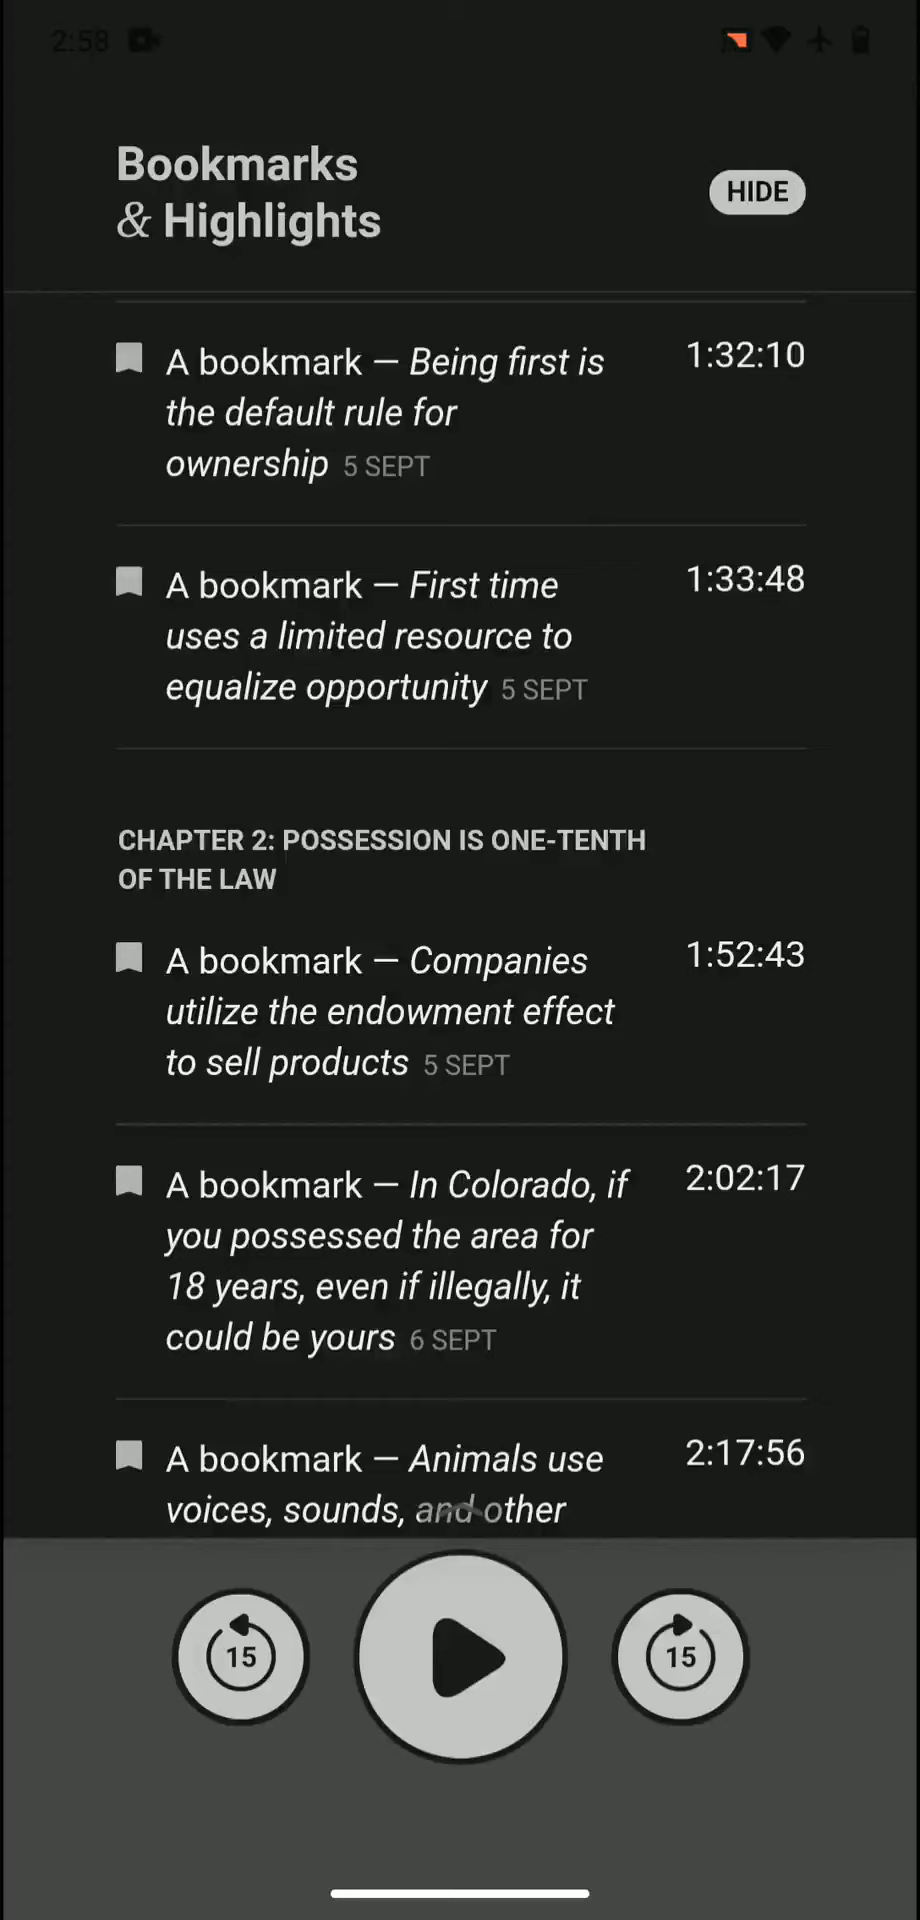 2:58
Bookmarks
& Highlights
HIDE
A bookmark — Being first is
the default rule for
ownership 5 SEPT
1:32:10
A bookmark — First time
uses a limited resource to
equalize opportunity 5 SEPT
1:33:48
CHAPTER 2: POSSESSION IS ONE-TENTH
OF THE LAW
A bookmark — Companies
utilize the endowment effect
to sell products 5 SEPT
1:52:43
A bookmark — In Colorado, if
you possessed the area for
18 years, even if illegally, it
could be yours 6 SEPT
2:02:17
A bookmark — Animals use
voices, sounds, and other
2:17:56
15
15